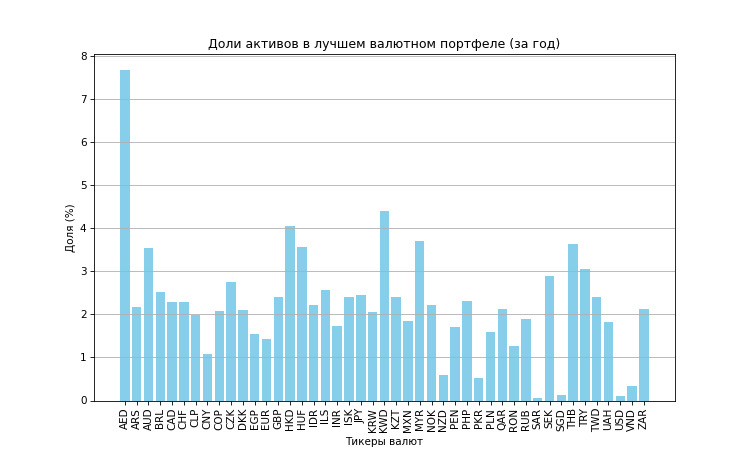 Доли активов в лучшем валютном портфеле (за год)
Доля (%)
8
7
6
5
4
3
2
1
0
AED ARS AUD BRL CAD CHF CLP CNY COP CZK DKK EGP EUR GBP HKD HUF IDR ILS INR ISK JPY KRW KWD KZT MXN MYR NOK NZD PEN PHP PKR PLN QAR RON RUB SAR SEK SGD THB TRY TWD UAH USD VND ZAR
Тикеры валют